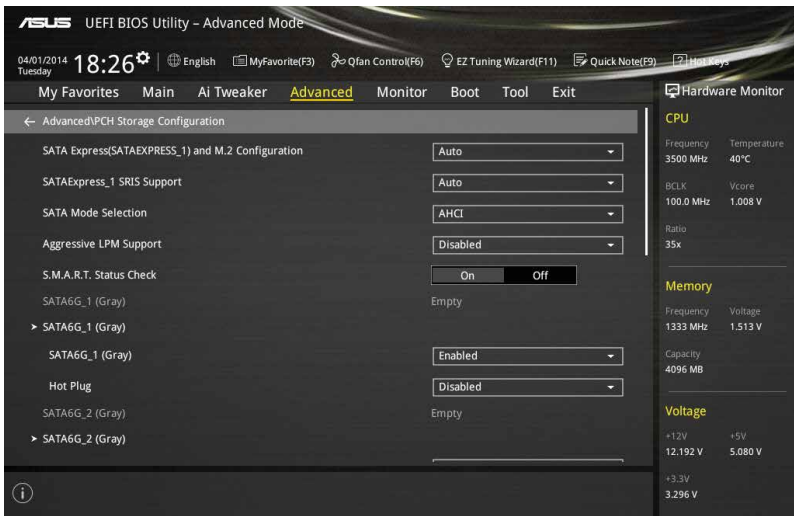 ASUS UEFI BIOS Utility – Advanced Mode
04/01/2014
Tuesday
18:26
English
MyFavorite(F3)
Qfan Control(F6)
EZ Tuning Wizard(F11)
Quick Note(F9)
Hot Keys
My Favorites Main Ai Tweaker Advanced Monitor Boot Tool Exit
Hardware Monitor
Advanced\PCH Storage Configuration
SATA Express(SATAEXPRESS_1) and M.2 Configuration Auto
SATAExpress_1 SRIS Support Auto
SATA Mode Selection AHCI
Aggressive LPM Support Disabled
S.M.A.R.T. Status Check On Off
SATA6G_1 (Gray) Empty
SATA6G_1 (Gray)
SATA6G_1 (Gray) Enabled
Hot Plug Disabled
SATA6G_2 (Gray) Empty
SATA6G_2 (Gray)
CPU
Frequency Temperature
3500 MHz 40°C
BCLK Vcore
100.0 MHz 1.008 V
Ratio
35x
Memory
Frequency Voltage
1333 MHz 1.513 V
Capacity
4096 MB
Voltage
+12V +5V
12.192 V 5.080 V
+3.3V
3.296 V